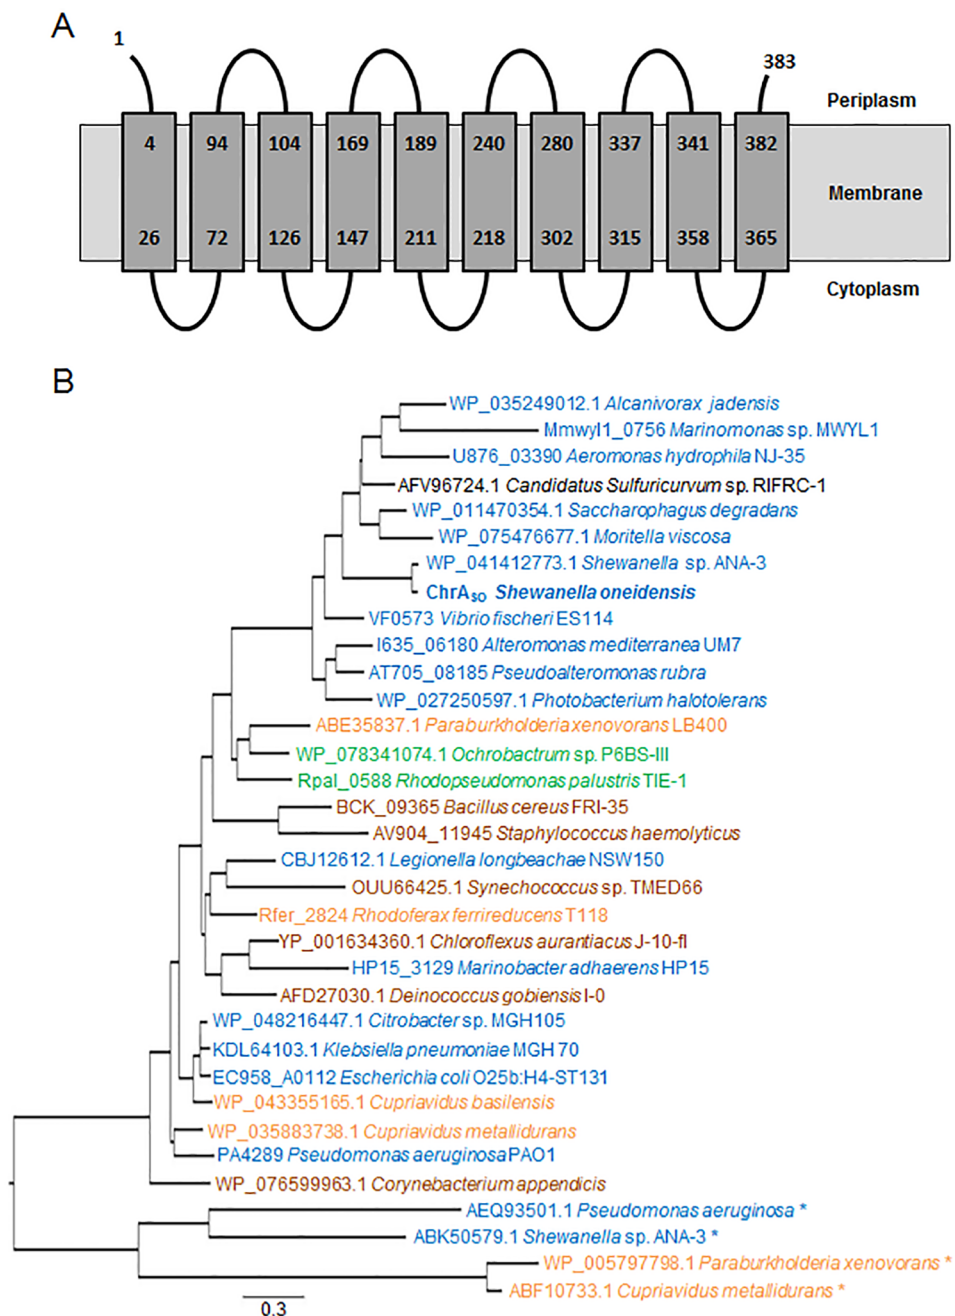 A
1
383
Periplasm
4 94 104 169 189 240 280 337 341 382
Membrane
26 72 126 147 211 218 302 315 358 365
Cytoplasm
B
WP_035249012.1 Alcanivorax jadensis
Mmwyl1_0756 Marinomonas sp. MWYL1
U876_03390 Aeromonas hydrophila NJ-35
AFV96724.1 Candidatus Sulfuricurvum sp. RIFRC-1
WP_011470354.1 Saccharophagus degradans
WP_075476677.1 Moritella viscosa
WP_041412773.1 Shewanella sp. ANA-3
ChrASO Shewanella oneidensis
VF0573 Vibrio fischeri ES114
I635_06180 Alteromonas mediterranea UM7
AT705_08185 Pseudoalteromonas rubra
WP_027250597.1 Photobacterium halotolerans
ABE35837.1 Paraburkholderia xenovorans LB400
WP_078341074.1 Ochrobactrum sp. P6BS-III
Rpal_0588 Rhodopseudomonas palustris TIE-1
BCK_09365 Bacillus cereus FRI-35
AV904_11945 Staphylococcus haemolyticus
CBJ12612.1 Legionella longbeachae NSW150
OUU66425.1 Synechococcus sp. TMED66
Rfer_2824 Rhodoferax ferrireducens T118
YP_001634360.1 Chloroflexus aurantiacus J-10-fl
HP15_3129 Marinobacter adhaerens HP15
AFD27030.1 Deinococcus gobiensis I-0
WP_048216447.1 Citrobacter sp. MGH105
KDL64103.1 Klebsiella pneumoniae MGH 70
EC958_A0112 Escherichia coli O25b:H4-ST131
WP_043355165.1 Cupriavidus basilensis
WP_035883738.1 Cupriavidus metallidurans
PA4289 Pseudomonas aeruginosa PAO1
WP_076599963.1 Corynebacterium appendicis
AEQ93501.1 Pseudomonas aeruginosa *
ABK50579.1 Shewanella sp. ANA-3 *
WP_005797798.1 Paraburkholderia xenovorans *
ABF10733.1 Cupriavidus metallidurans *
0.3